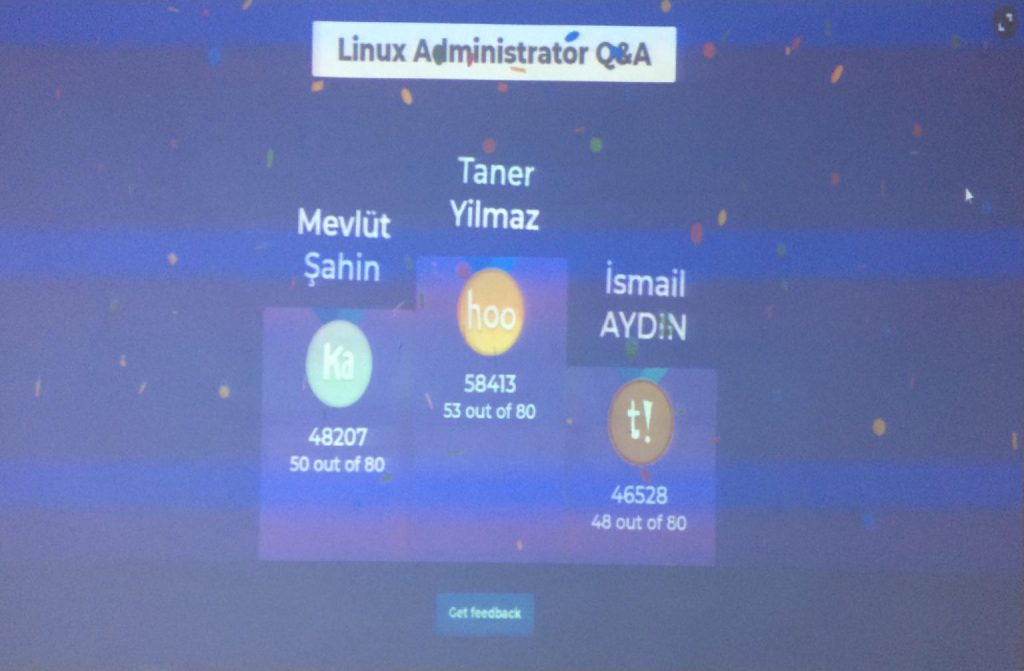 Linux Administrator Q&A
Taner
Yilmaz
Mevlüt
Şahin
İsmail
AYDIN
hoo
58413
53 out of 80
Ka
48207
50 out of 80
t!
46528
48 out of 80
Get feedback